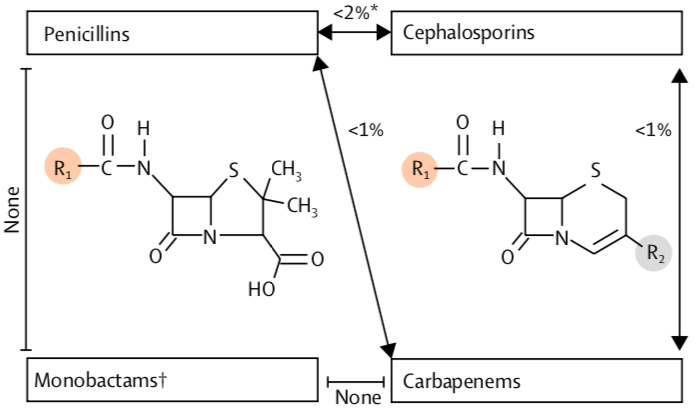 <2%*
Penicillins
Cephalosporins
<1%
<1%
None
O
H
R1
C
N
S
CH3
CH3
O
N
O
HO
O
H
R1
C
N
S
O
N
R2
Monobactams†
None
Carbapenems